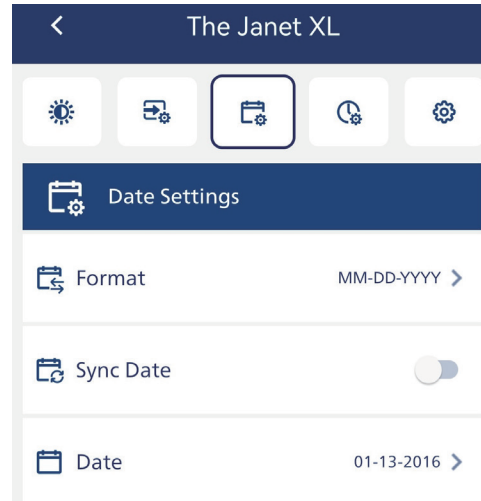 The Janet XL
Date Settings
Format MM-DD-YYYY
Sync Date
Date 01-13-2016